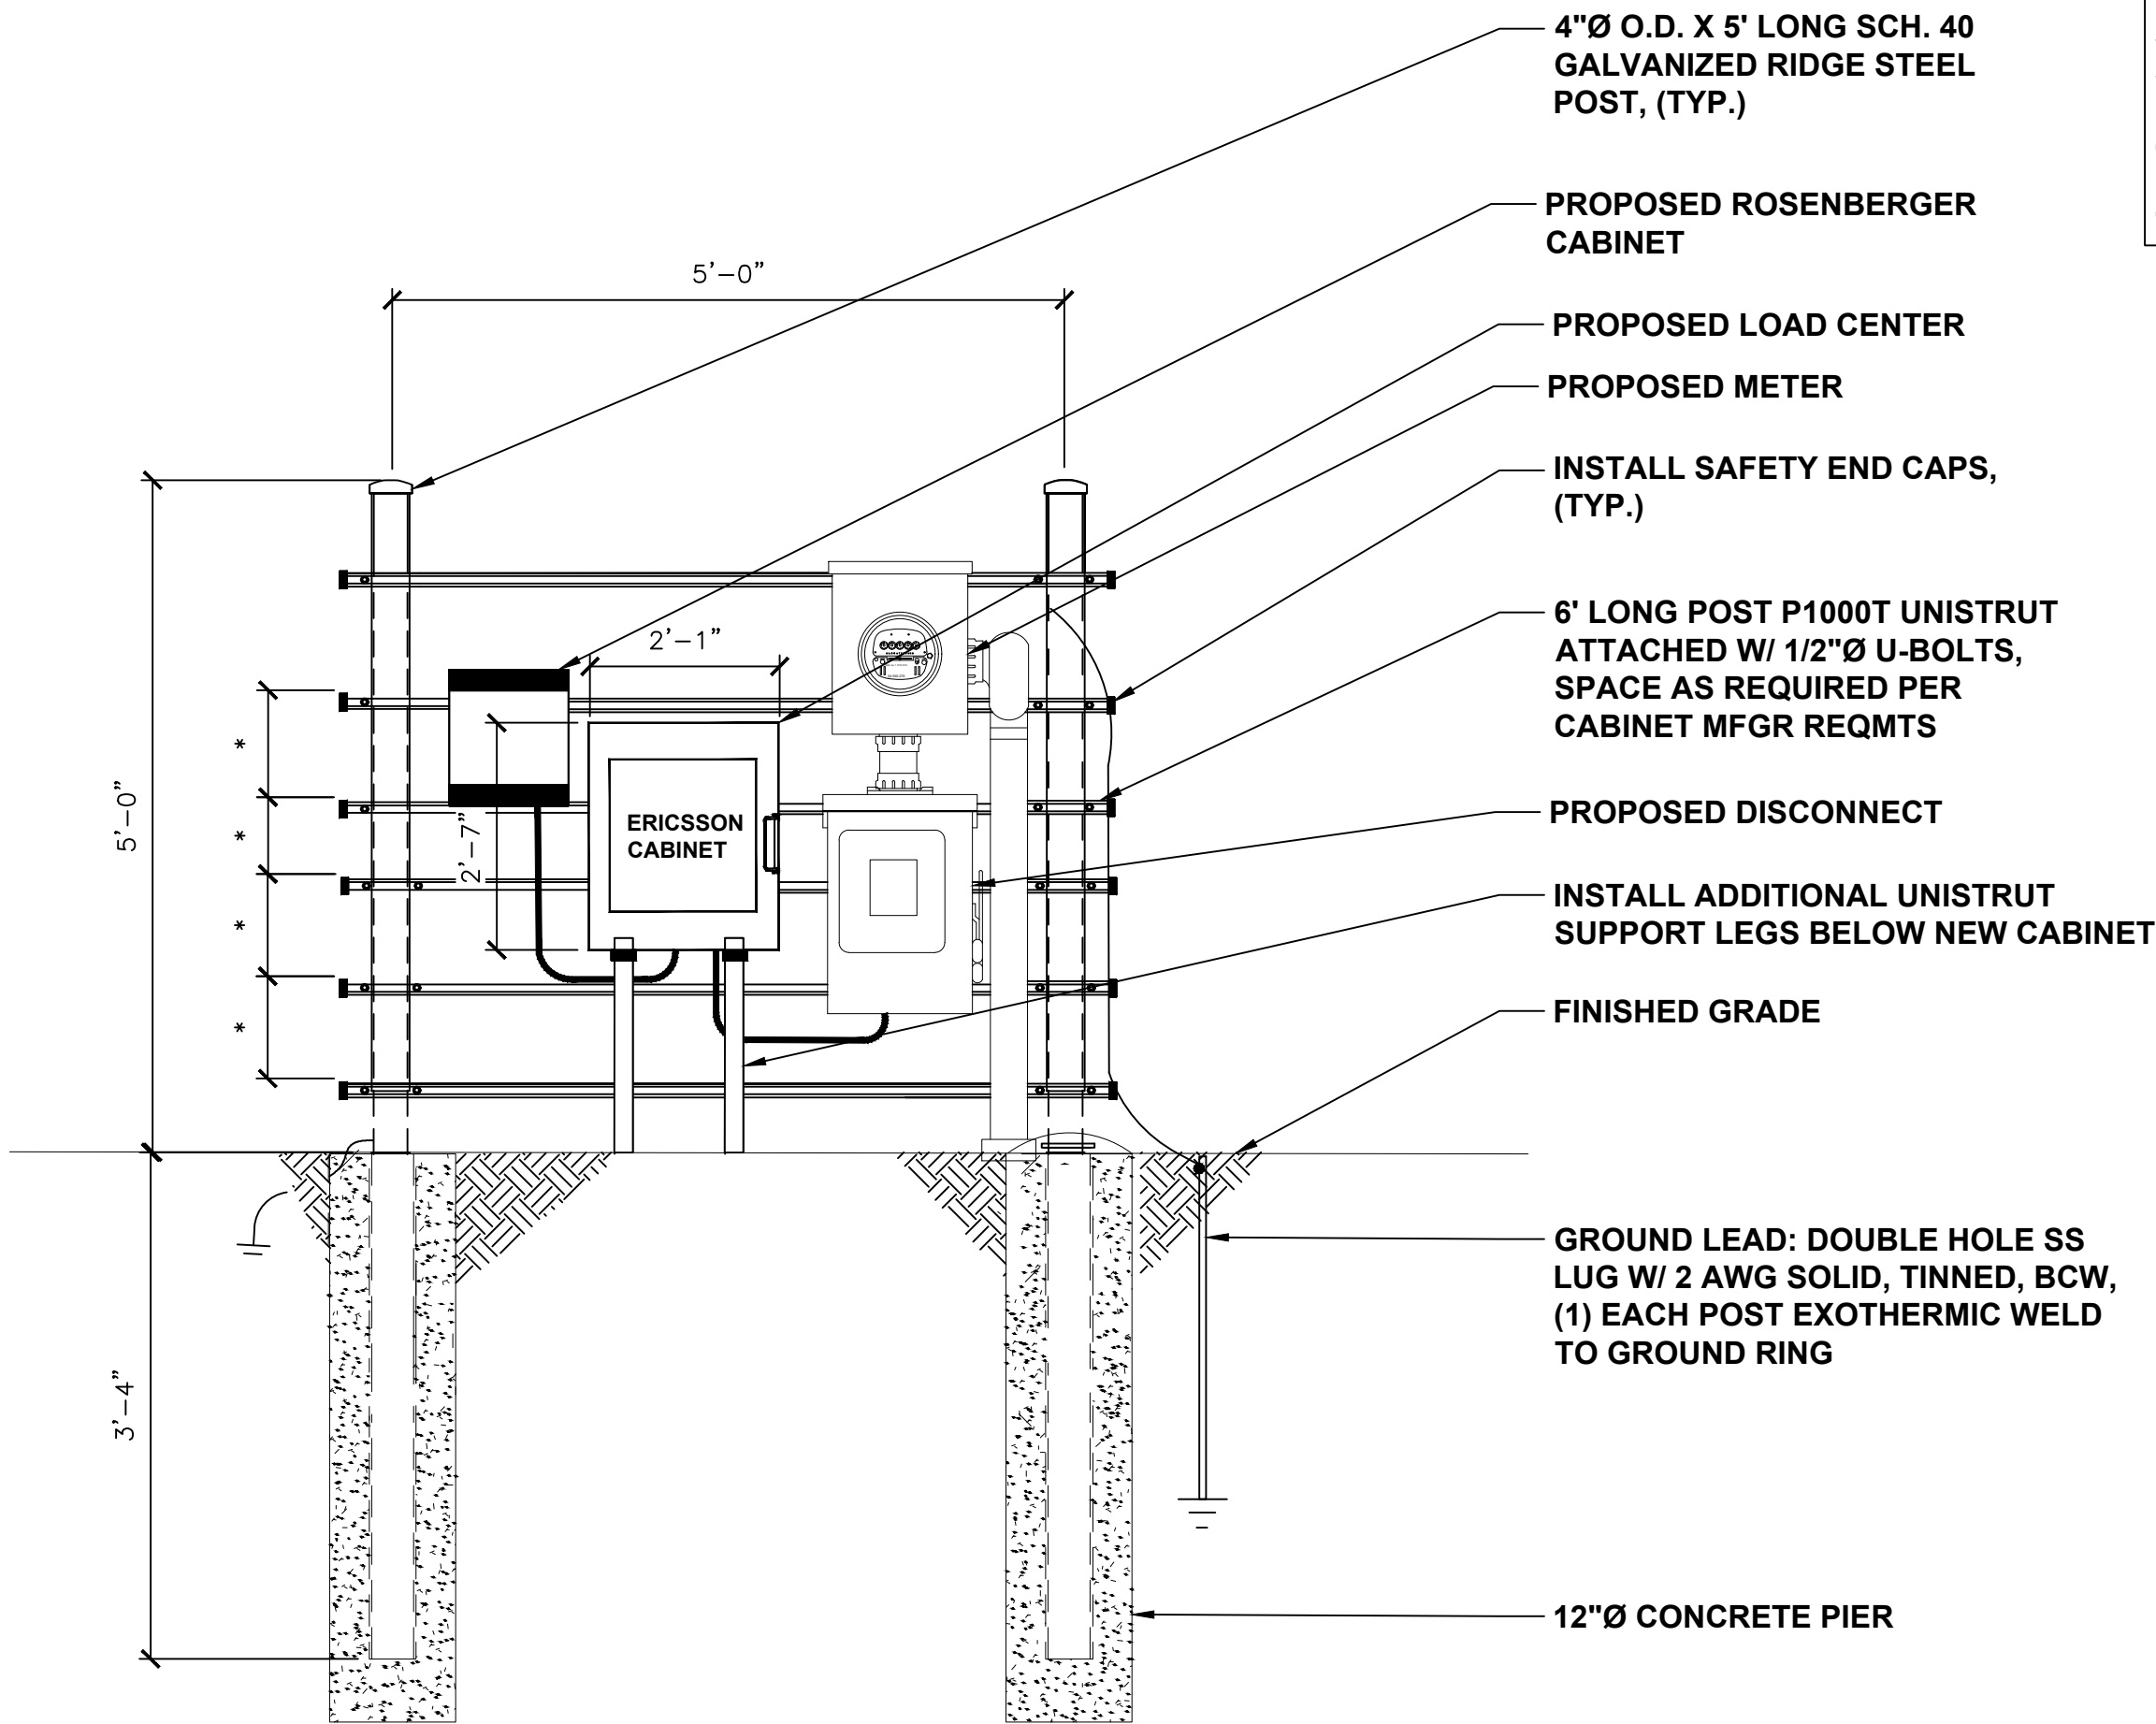 4"Ø O.D. X 5' LONG SCH. 40
GALVANIZED RIDGE STEEL
POST, (TYP.)
PROPOSED ROSENBERGER
CABINET
5'-0"
PROPOSED LOAD CENTER
PROPOSED METER
INSTALL SAFETY END CAPS,
(TYP.)
6' LONG POST P1000T UNISTRUT
ATTACHED W/ 1/2"Ø U-BOLTS,
SPACE AS REQUIRED PER
CABINET MFGR REQMTS
2'-1"
*
5'-0"
*
2'-7"
ERICSSON
CABINET
PROPOSED DISCONNECT
*
INSTALL ADDITIONAL UNISTRUT
SUPPORT LEGS BELOW NEW CABINET
*
FINISHED GRADE
GROUND LEAD: DOUBLE HOLE SS
LUG W/ 2 AWG SOLID, TINNED, BCW,
(1) EACH POST EXOTHERMIC WELD
TO GROUND RING
3'-4"
12"Ø CONCRETE PIER